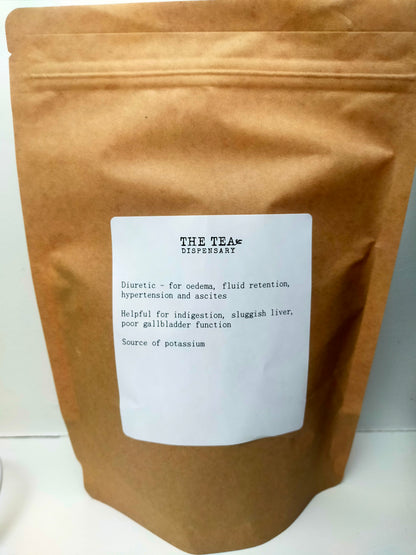 THE TEA
DISPENSARY
Diuretic - for oedema, fluid retention,
hypertension and ascites
Helpful for indigestion, sluggish liver,
poor gallbladder function
Source of potassium